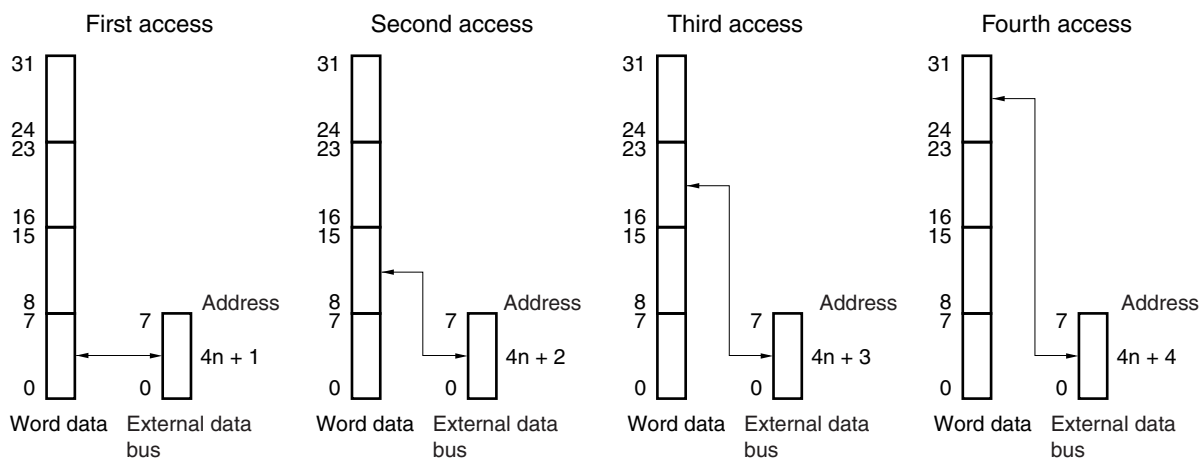 First access
31
24
23
16
15
8
7
0
7
0
Address
4n + 1
Word data
External data
bus
Second access
31
24
23
16
15
8
7
0
7
0
Address
4n + 2
Word data
External data
bus
Third access
31
24
23
16
15
8
7
0
7
0
Address
4n + 3
Word data
External data
bus
Fourth access
31
24
23
16
15
8
7
0
7
0
Address
4n + 4
Word data
External data
bus